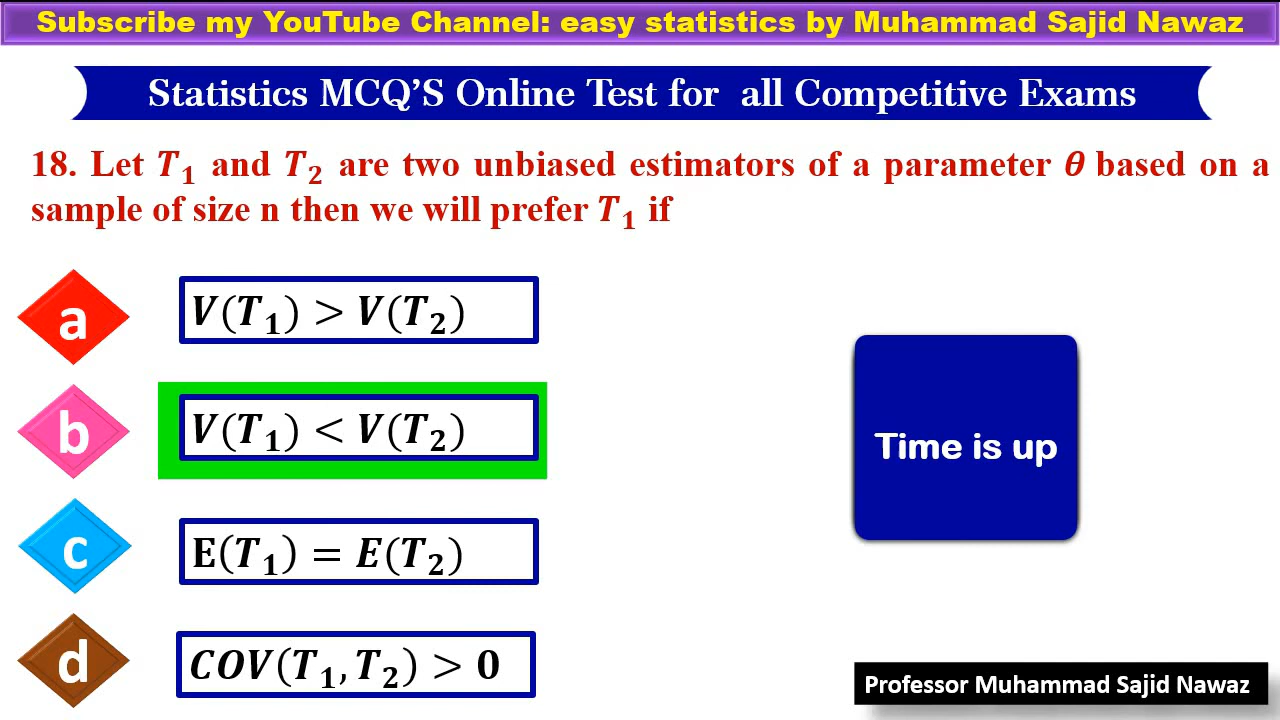 Subscribe my YouTube Channel: easy statistics by Muhammad Sajid Nawaz
Statistics MCQ'S Online Test for all Competitive Exams
18. Let T₁ and T₂ are two unbiased estimators of a parameter θ based on a
sample of size n then we will prefer T₁ if
a
V(T₁) > V(T₂)
b
V(T₁) < V(T₂)
Time is up
c
E(T₁) = E(T₂)
d
COV(T₁, T₂) > 0
Professor Muhammad Sajid Nawaz